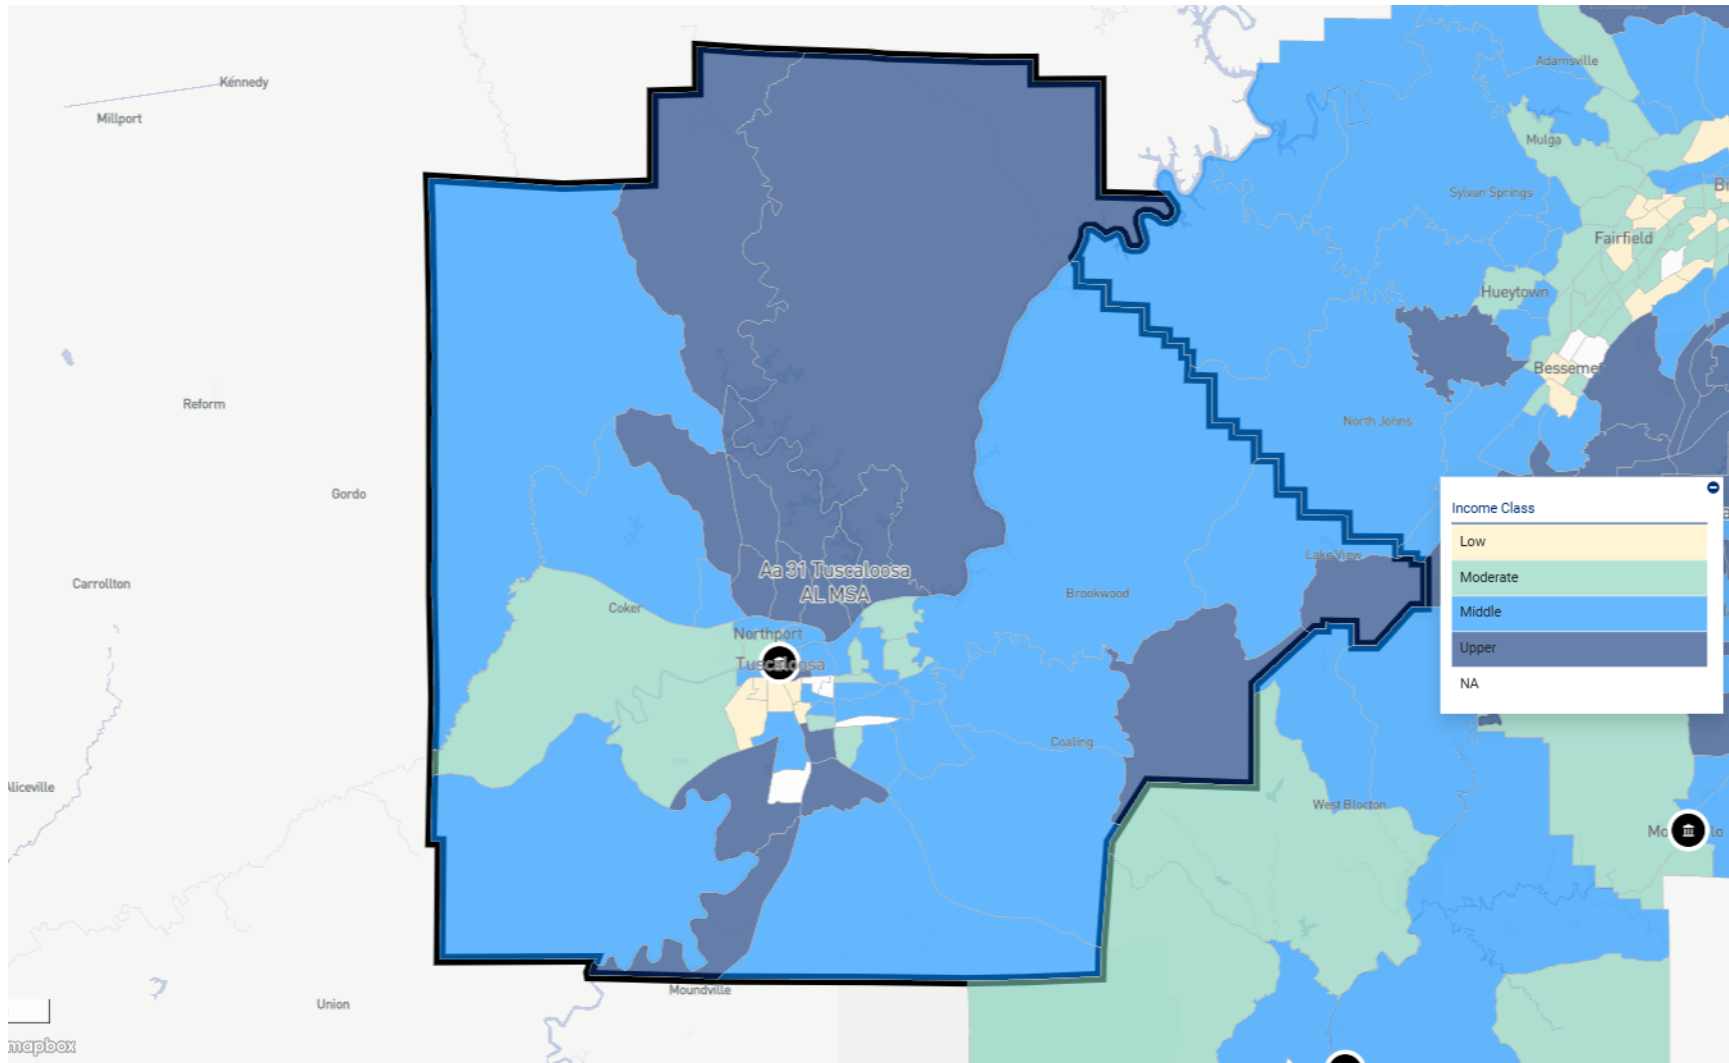 Kennedy
Millport
Adamsville
Mulga
Sylvan Springs
Fairfield
Hueytown
Bessemer
Reform
North Johns
Gordo
Income Class
Low
Moderate
Middle
Upper
NA
Lake View
Aa 31 Tuscaloosa
AL MSA
Carrollton
Coker
Brookwood
Northport
Tuscaloosa
Coaling
Aliceville
West Blocton
Moundville
Union
mapbox